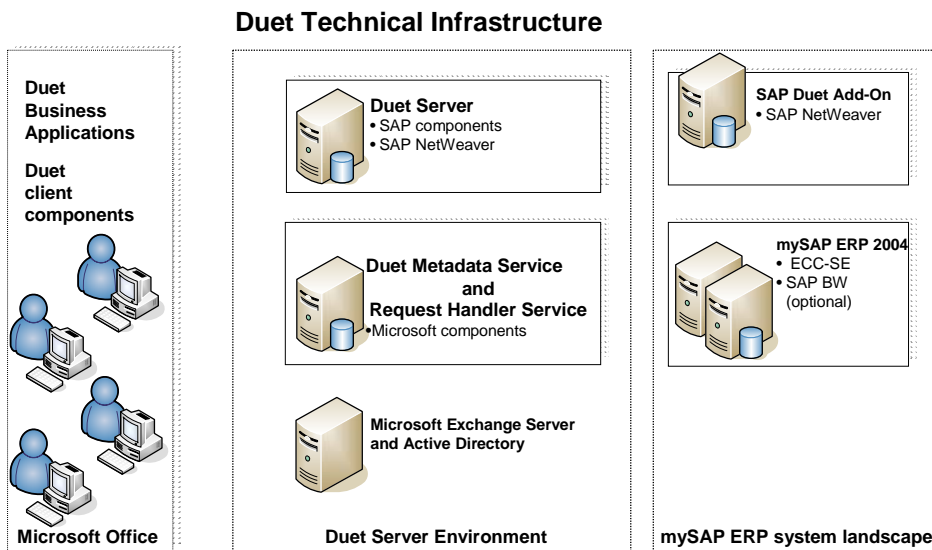 Duet Technical Infrastructure
Duet
Business
Applications
Duet
client
components
Microsoft Office
Duet Server
• SAP components
• SAP NetWeaver
Duet Metadata Service
and
Request Handler Service
•Microsoft components
Microsoft Exchange Server
and Active Directory
Duet Server Environment
SAP Duet Add-On
• SAP NetWeaver
mySAP ERP 2004
• ECC-SE
• SAP BW
(optional)
mySAP ERP system landscape